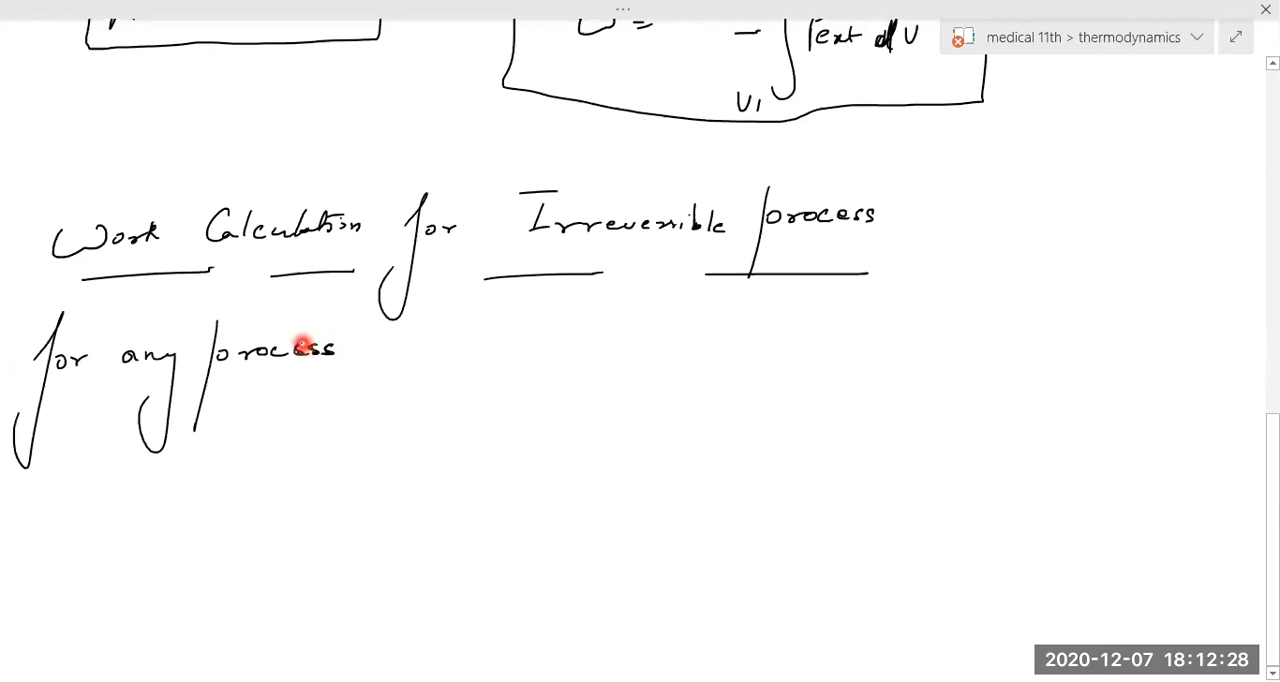 medical 11th > thermodynamics
ω = - ∫ Pext dV
V1
Work Calculation for Irreversible process
for any process
2020-12-07 18:12:28